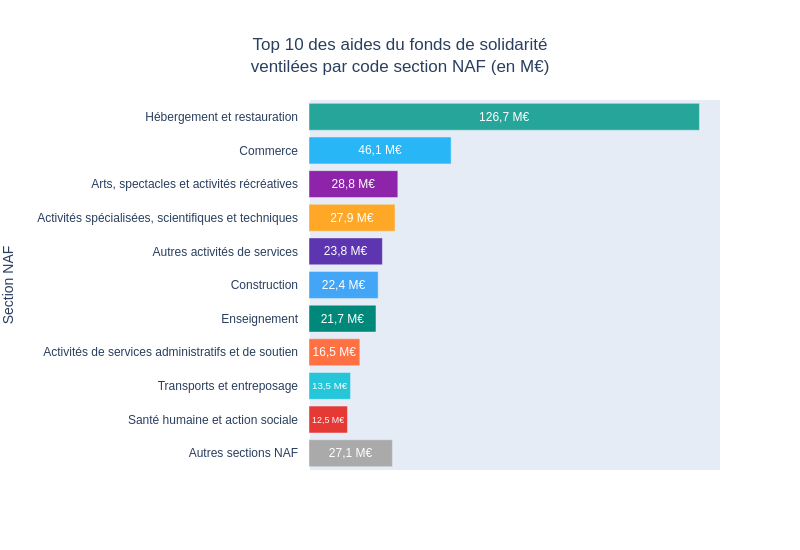 Top 10 des aides du fonds de solidarité
ventilées par code section NAF (en M€)
Section NAF
Hébergement et restauration 126,7 M€
Commerce 46,1 M€
Arts, spectacles et activités récréatives 28,8 M€
Activités spécialisées, scientifiques et techniques 27,9 M€
Autres activités de services 23,8 M€
Construction 22,4 M€
Enseignement 21,7 M€
Activités de services administratifs et de soutien 16,5 M€
Transports et entreposage 13,5 M€
Santé humaine et action sociale 12,5 M€
Autres sections NAF 27,1 M€